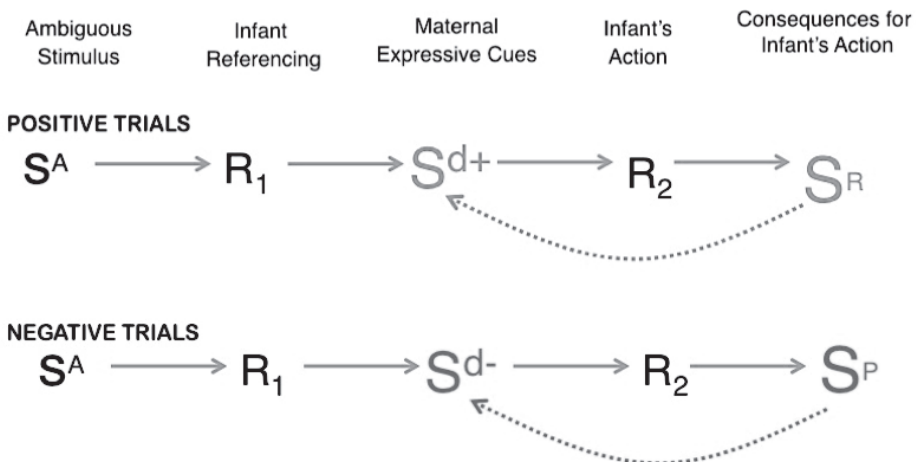 Ambiguous Stimulus
Infant Referencing
Maternal Expressive Cues
Infant's Action
Consequences for Infant's Action
POSITIVE TRIALS
Sᴬ R₁ Sᵈ⁺ R₂ Sᴿ
NEGATIVE TRIALS
Sᴬ R₁ Sᵈ⁻ R₂ Sᴾ